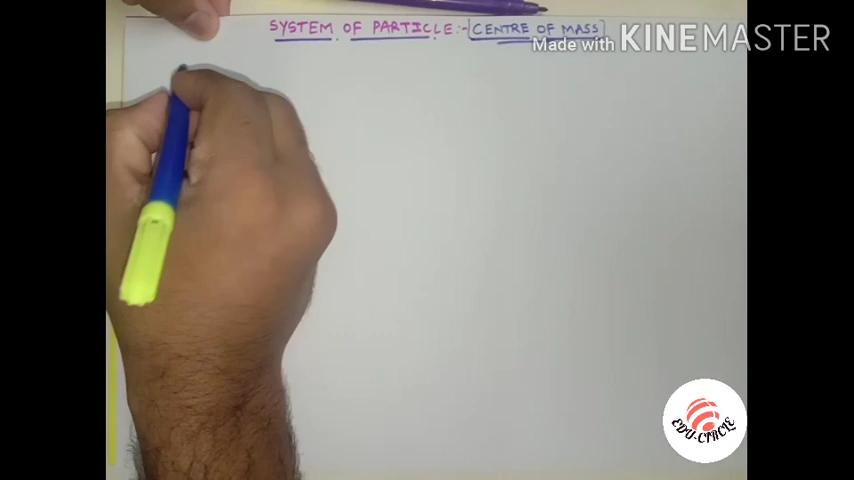 SYSTEM OF PARTICLE :- CENTRE OF MASS
Made with KINEMASTER
EDU-CIRCLE